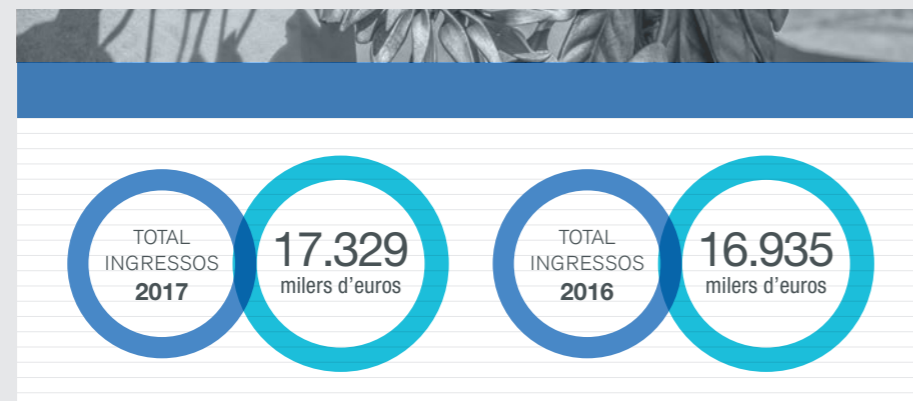 TOTAL
INGRESSOS
2017
17.329
milers d’euros
TOTAL
INGRESSOS
2016
16.935
milers d’euros